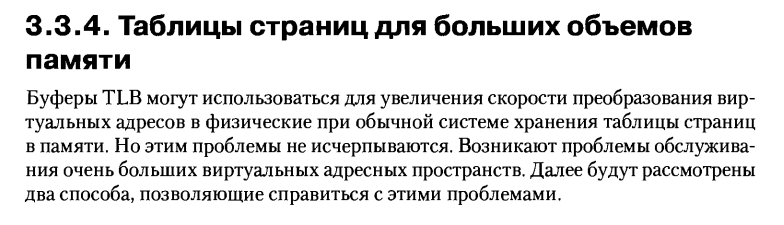 3.3.4. Таблицы страниц для больших объемов
памяти
Буферы TLB могут использоваться для увеличения скорости преобразования вир-
туальных адресов в физические при обычной системе хранения таблицы страниц
в памяти. Но этим проблемы не исчерпываются. Возникают проблемы обслужива-
ния очень больших виртуальных адресных пространств. Далее будут рассмотрены
два способа, позволяющие справиться с этими проблемами.